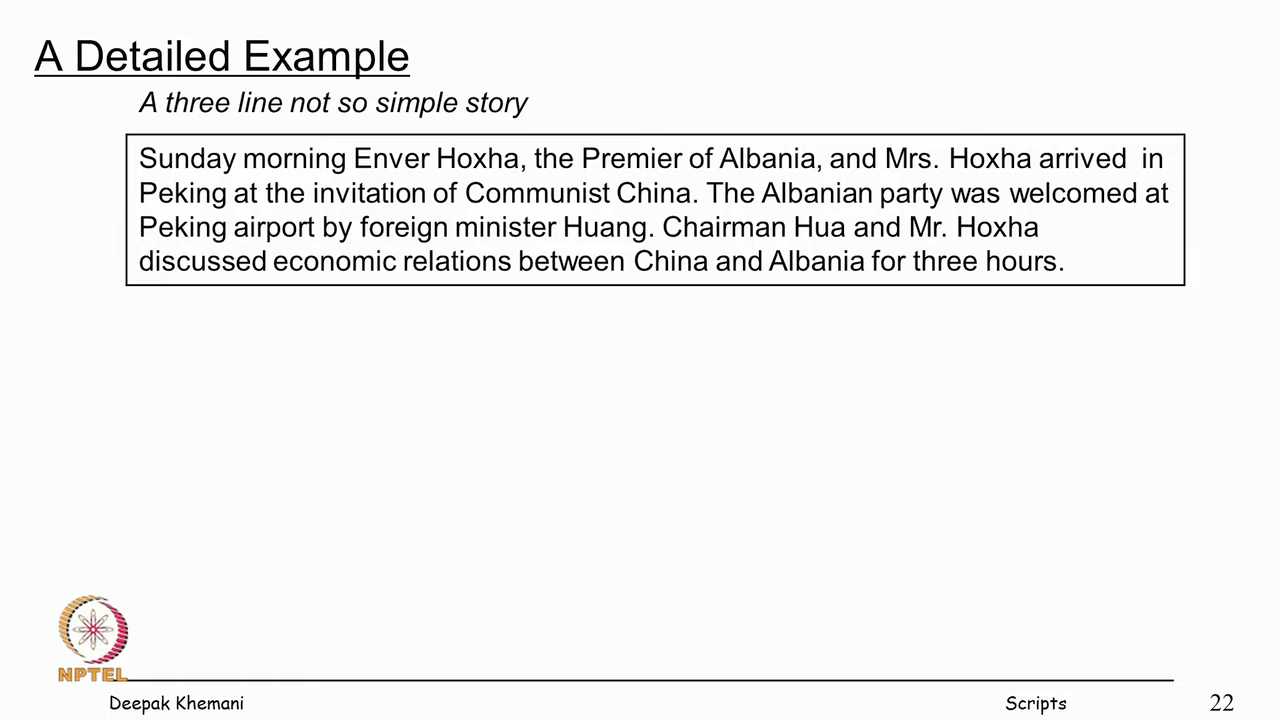 A Detailed Example
A three line not so simple story
Sunday morning Enver Hoxha, the Premier of Albania, and Mrs. Hoxha arrived in
Peking at the invitation of Communist China. The Albanian party was welcomed at
Peking airport by foreign minister Huang. Chairman Hua and Mr. Hoxha
discussed economic relations between China and Albania for three hours.
NPTEL
Deepak Khemani Scripts 22